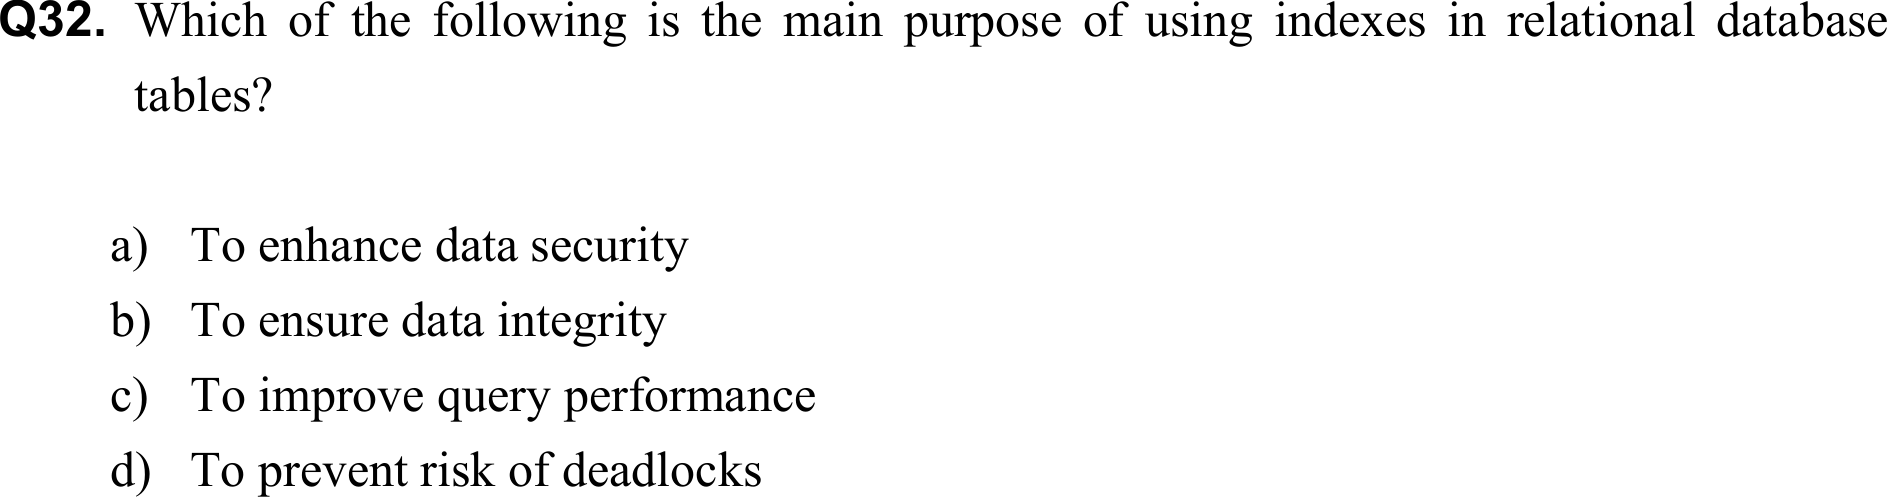 Q32. Which of the following is the main purpose of using indexes in relational database
tables?
a) To enhance data security
b) To ensure data integrity
c) To improve query performance
d) To prevent risk of deadlocks